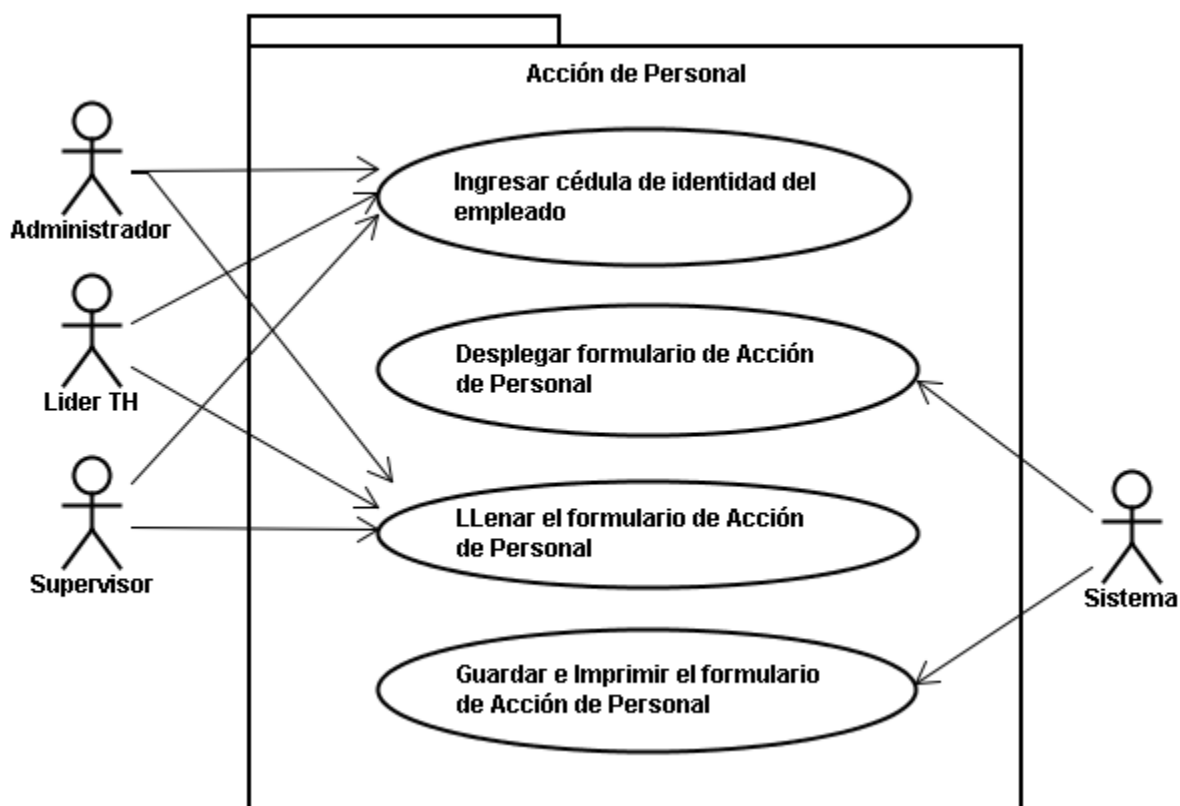 Acción de Personal
Administrador
Ingresar cédula de identidad del
empleado
Lider TH
Desplegar formulario de Acción
de Personal
Supervisor
LLenar el formulario de Acción
de Personal
Sistema
Guardar e Imprimir el formulario
de Acción de Personal